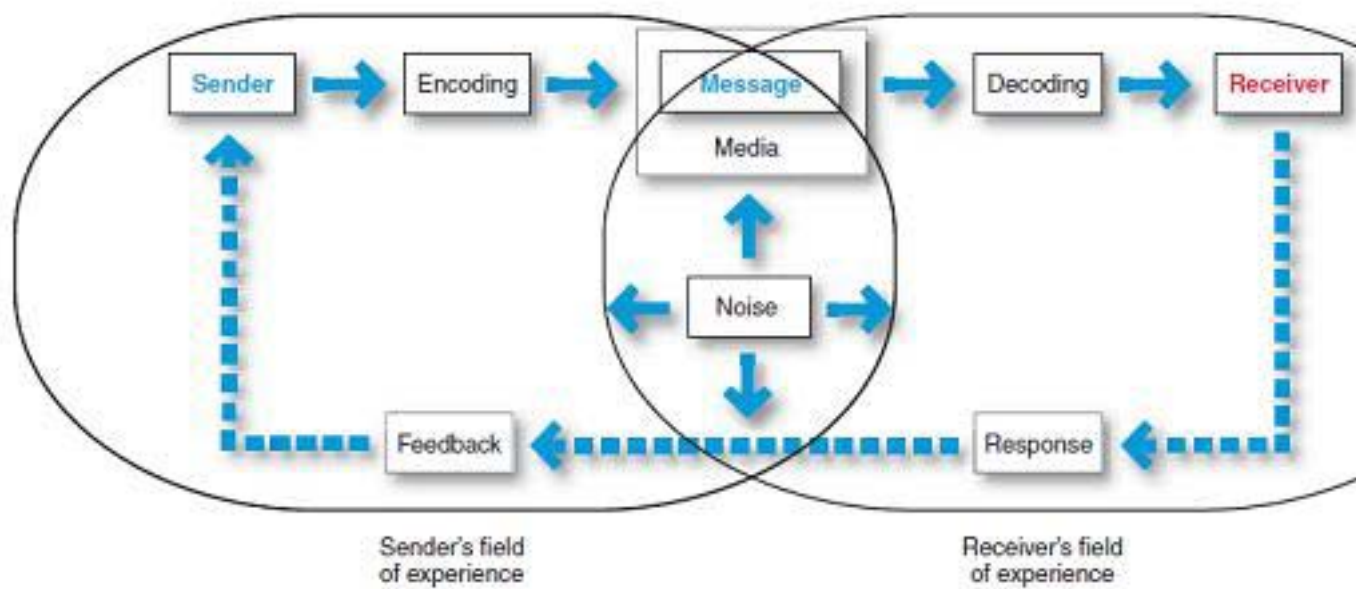 Sender
Encoding
Message
Decoding
Receiver
Media
Noise
Feedback
Response
Sender's field
of experience
Receiver's field
of experience